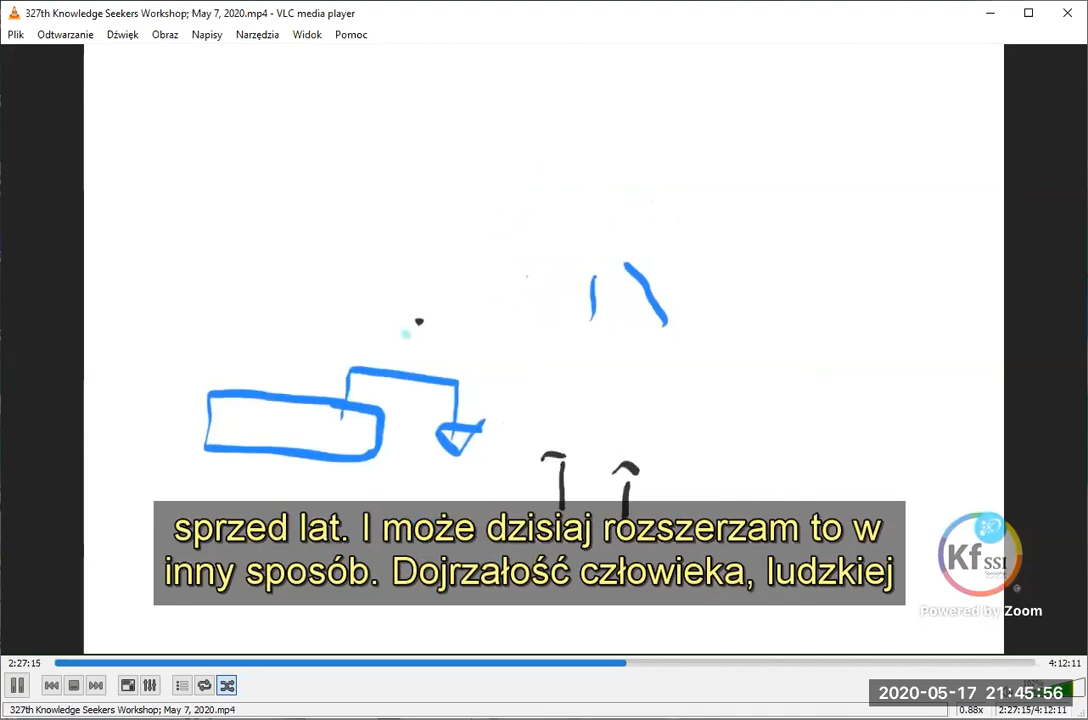 327th Knowledge Seekers Workshop; May 7, 2020.mp4 - VLC media player
Plik Odtwarzanie Dźwięk Obraz Napisy Narzędzia Widok Pomoc
sprzed lat. I może dzisiaj rozszerzam to w
inny sposób. Dojrzałość człowieka, ludzkiej
Kf SSI
Powered by Zoom
2:27:15 4:12:11
2020-05-17 21:45:56
327th Knowledge Seekers Workshop; May 7, 2020.mp4 0.88x 2:27:15/4:12:11